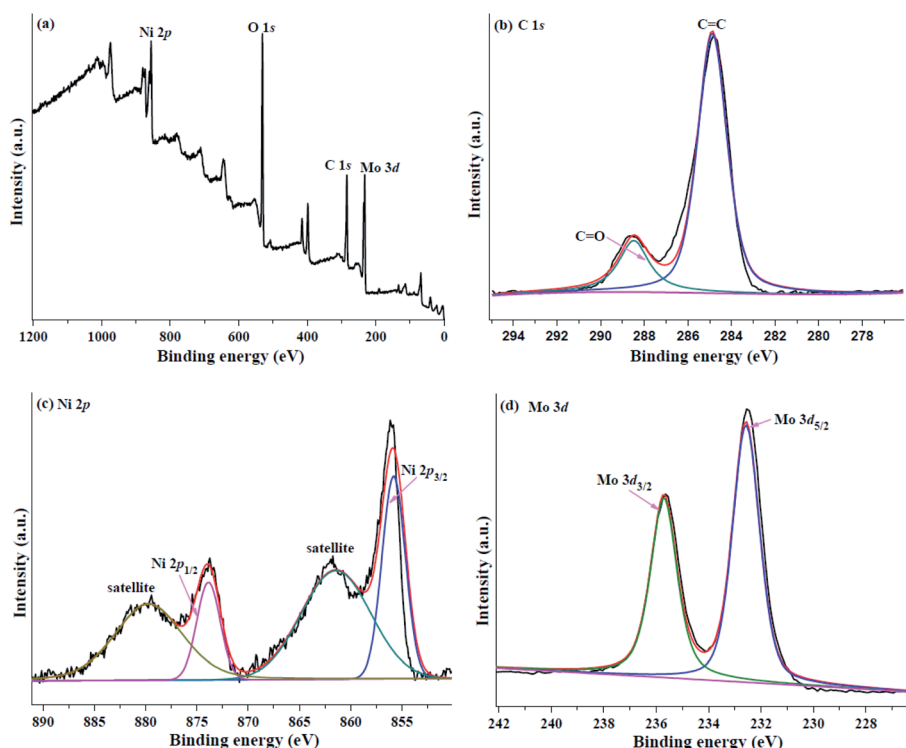 (a)
Ni 2p
O 1s
C 1s
Mo 3d
Intensity (a.u.)
1200 1000 800 600 400 200 0
Binding energy (eV)
(b) C 1s
C=C
C=O
Intensity (a.u.)
294 292 290 288 286 284 282 280 278
Binding energy (eV)
(c) Ni 2p
Ni 2p3/2
satellite
Ni 2p1/2
satellite
Intensity (a.u.)
890 885 880 875 870 865 860 855
Binding energy (eV)
(d) Mo 3d
Mo 3d5/2
Mo 3d3/2
Intensity (a.u.)
242 240 238 236 234 232 230 228
Binding energy (eV)